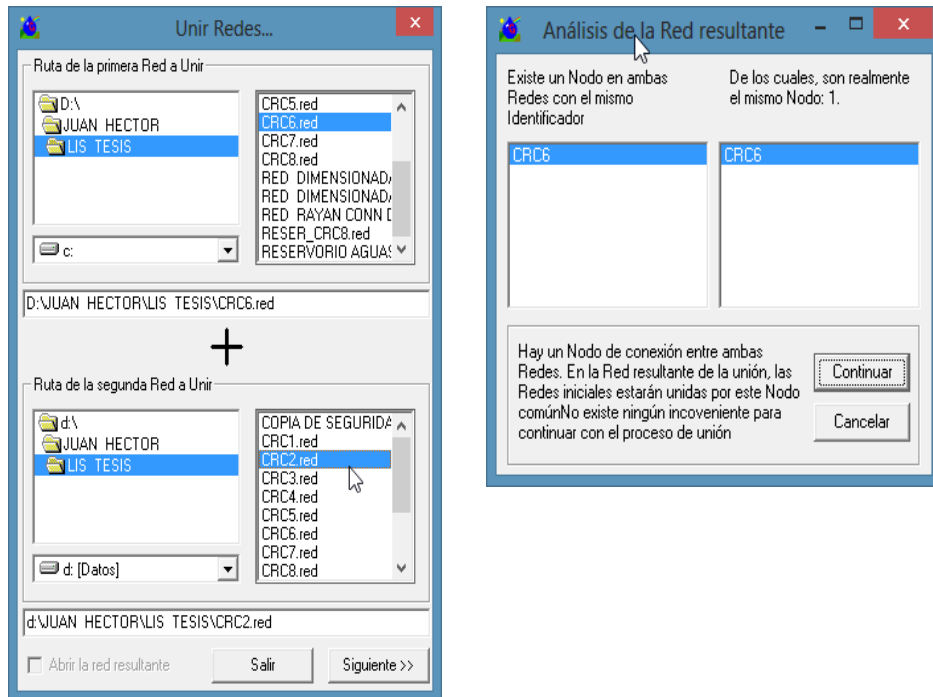 Unir Redes...
Ruta de la primera Red a Unir
D:\
JUAN HECTOR
LIS TESIS
c:
CRC5.red
CRC6.red
CRC7.red
CRC8.red
RED DIMENSIONADA
RED DIMENSIONADA
RED RAYAN CONN D
RESER_CRC8.red
RESERVORIO AGUAS
D:\JUAN HECTOR\LIS TESIS\CRC6.red
Ruta de la segunda Red a Unir
d:\
JUAN HECTOR
LIS TESIS
d: [Datos]
COPIA DE SEGURIDA
CRC1.red
CRC2.red
CRC3.red
CRC4.red
CRC5.red
CRC6.red
CRC7.red
CRC8.red
d:\JUAN HECTOR\LIS TESIS\CRC2.red
Abrir la red resultante
Salir
Siguiente >>
Análisis de la Red resultante
Existe un Nodo en ambas
Redes con el mismo
Identificador
De los cuales, son realmente
el mismo Nodo: 1.
CRC6
CRC6
Hay un Nodo de conexión entre ambas
Redes. En la Red resultante de la unión, las
Redes iniciales estarán unidas por este Nodo
comúnNo existe ningún incoveniente para
continuar con el proceso de unión
Continuar
Cancelar